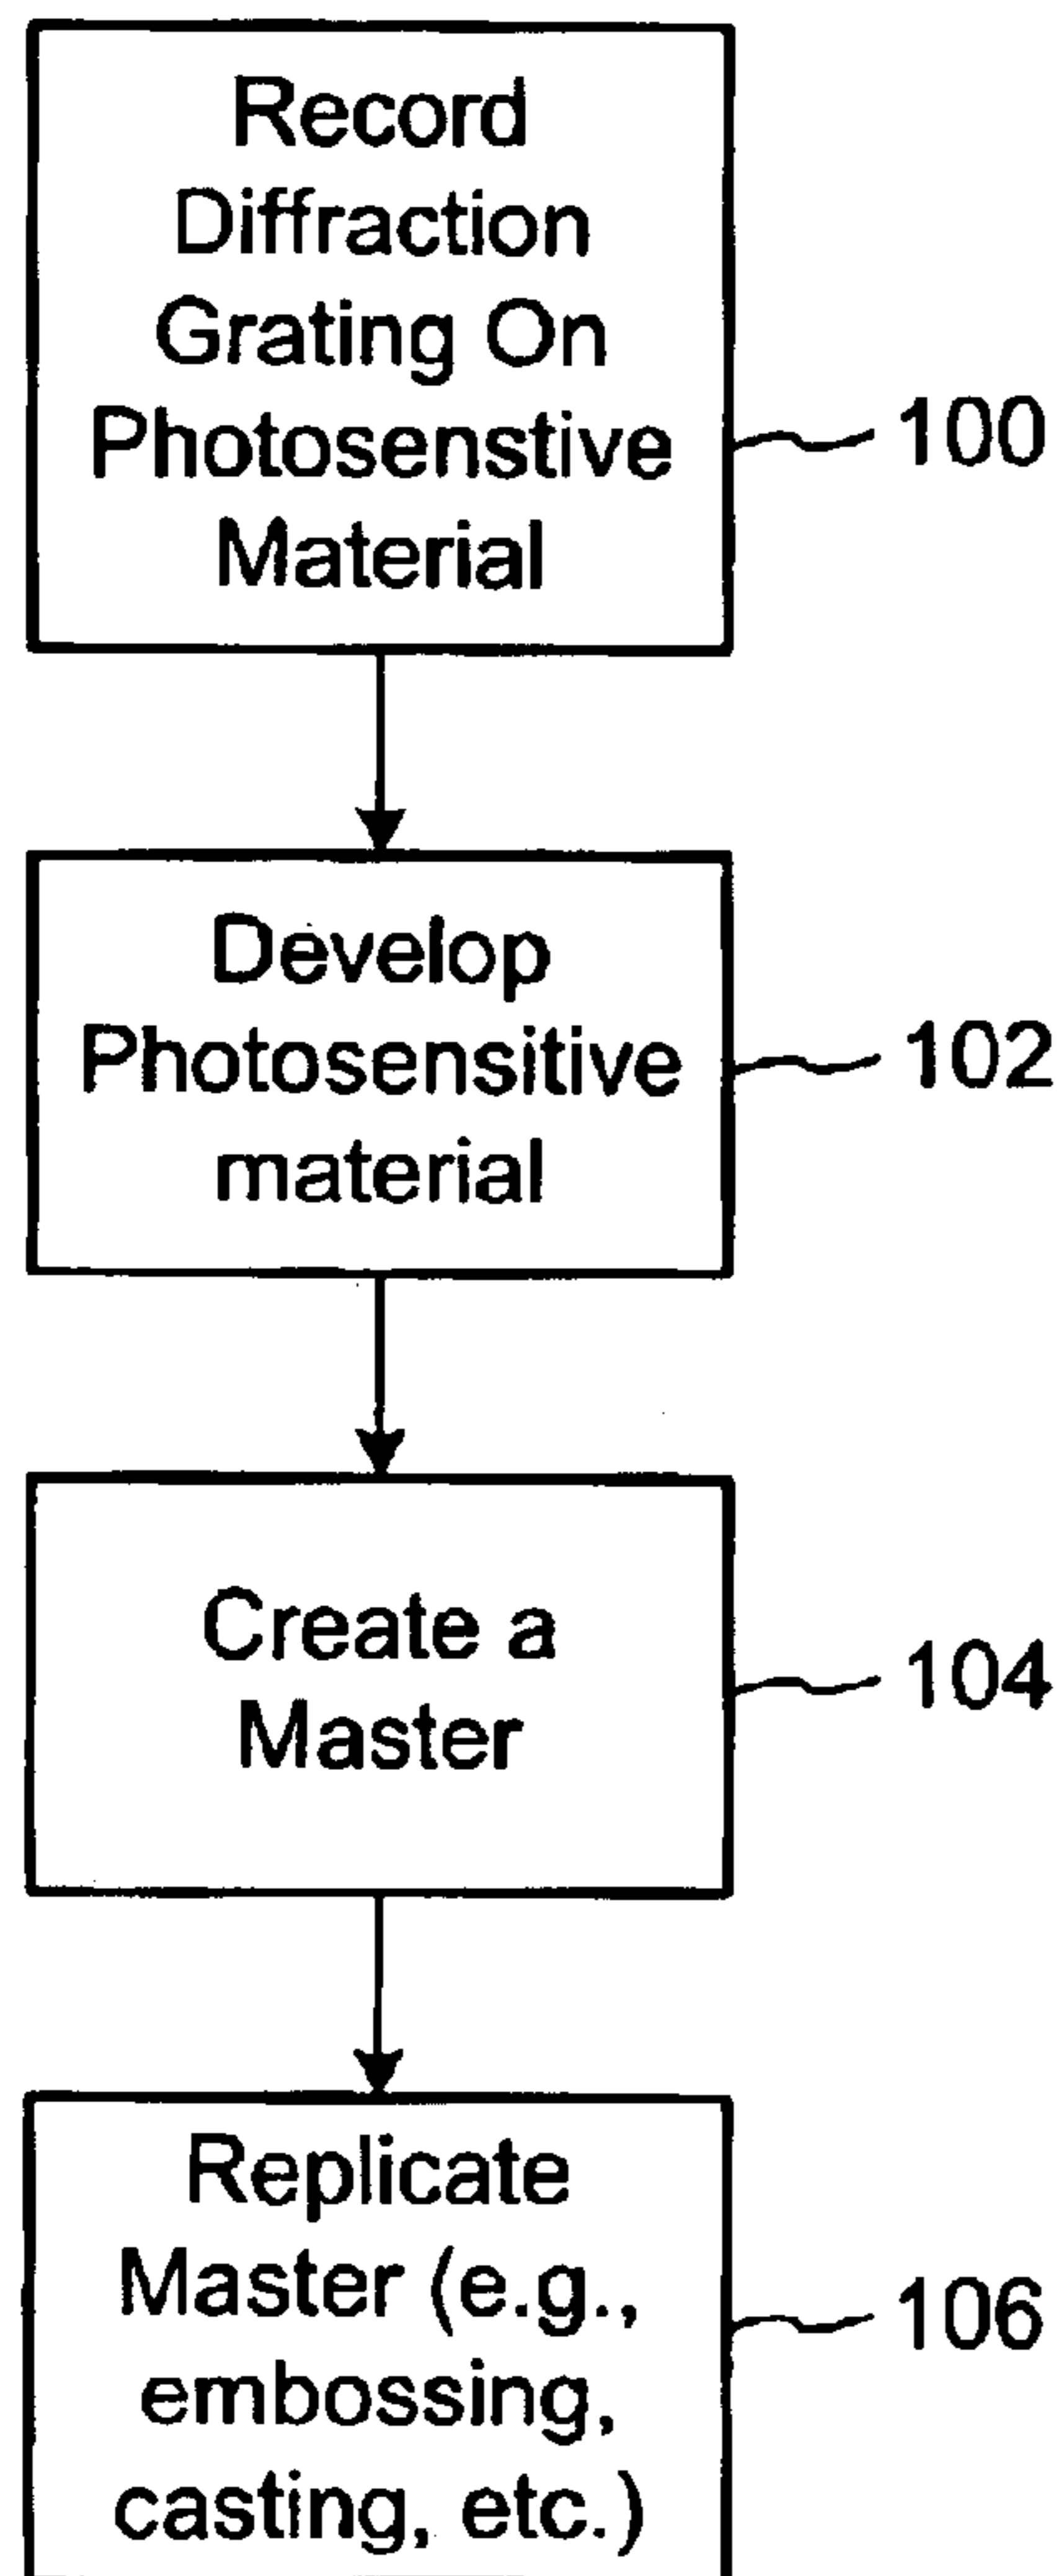 Record
Diffraction
Grating On
Photosenstive
Material
100
Develop
Photosensitive
material
102
Create a
Master
104
Replicate
Master (e.g.,
embossing,
casting, etc.)
106